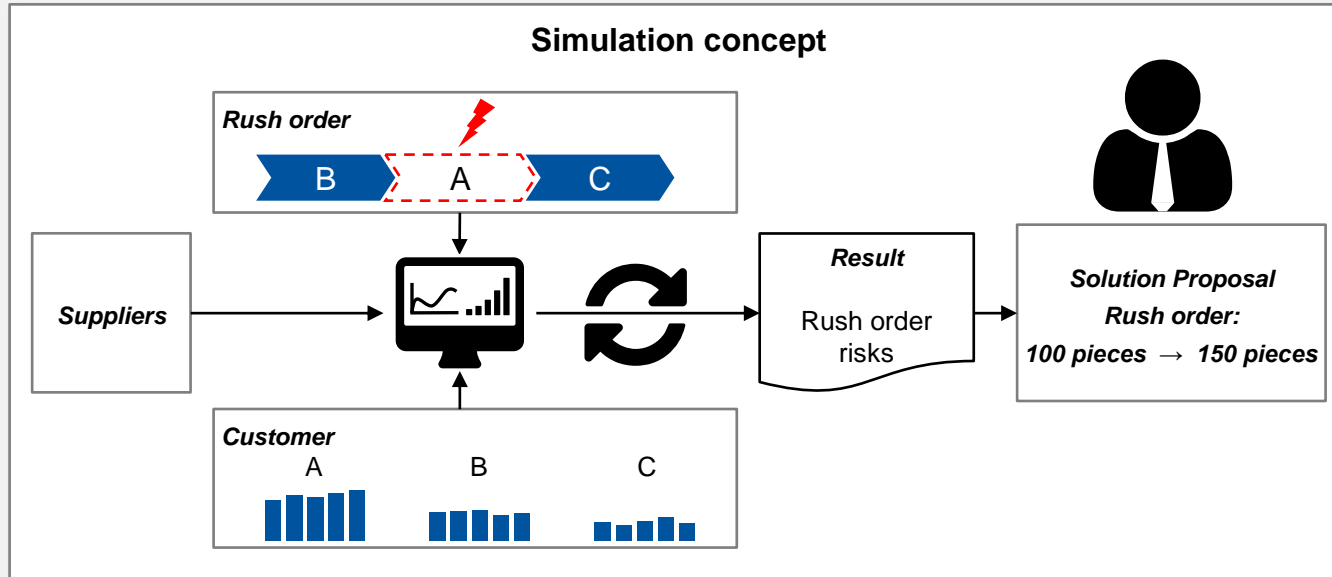 Simulation concept
Rush order
B
A
C
Suppliers
Result
Rush order
risks
Solution Proposal
Rush order:
100 pieces → 150 pieces
Customer
A
B
C